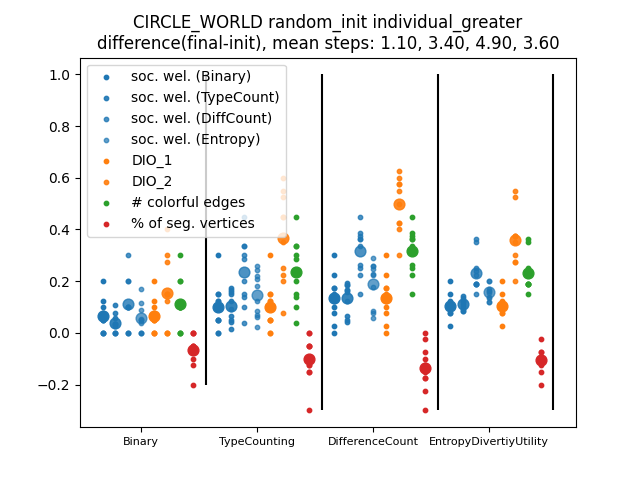 CIRCLE_WORLD random_init individual_greater
difference(final-init), mean steps: 1.10, 3.40, 4.90, 3.60
1.0
0.8
0.6
0.4
0.2
0.0
−0.2
soc. wel. (Binary)
soc. wel. (TypeCount)
soc. wel. (DiffCount)
soc. wel. (Entropy)
DIO_1
DIO_2
# colorful edges
% of seg. vertices
Binary
TypeCounting
DifferenceCount
EntropyDivertiyUtility